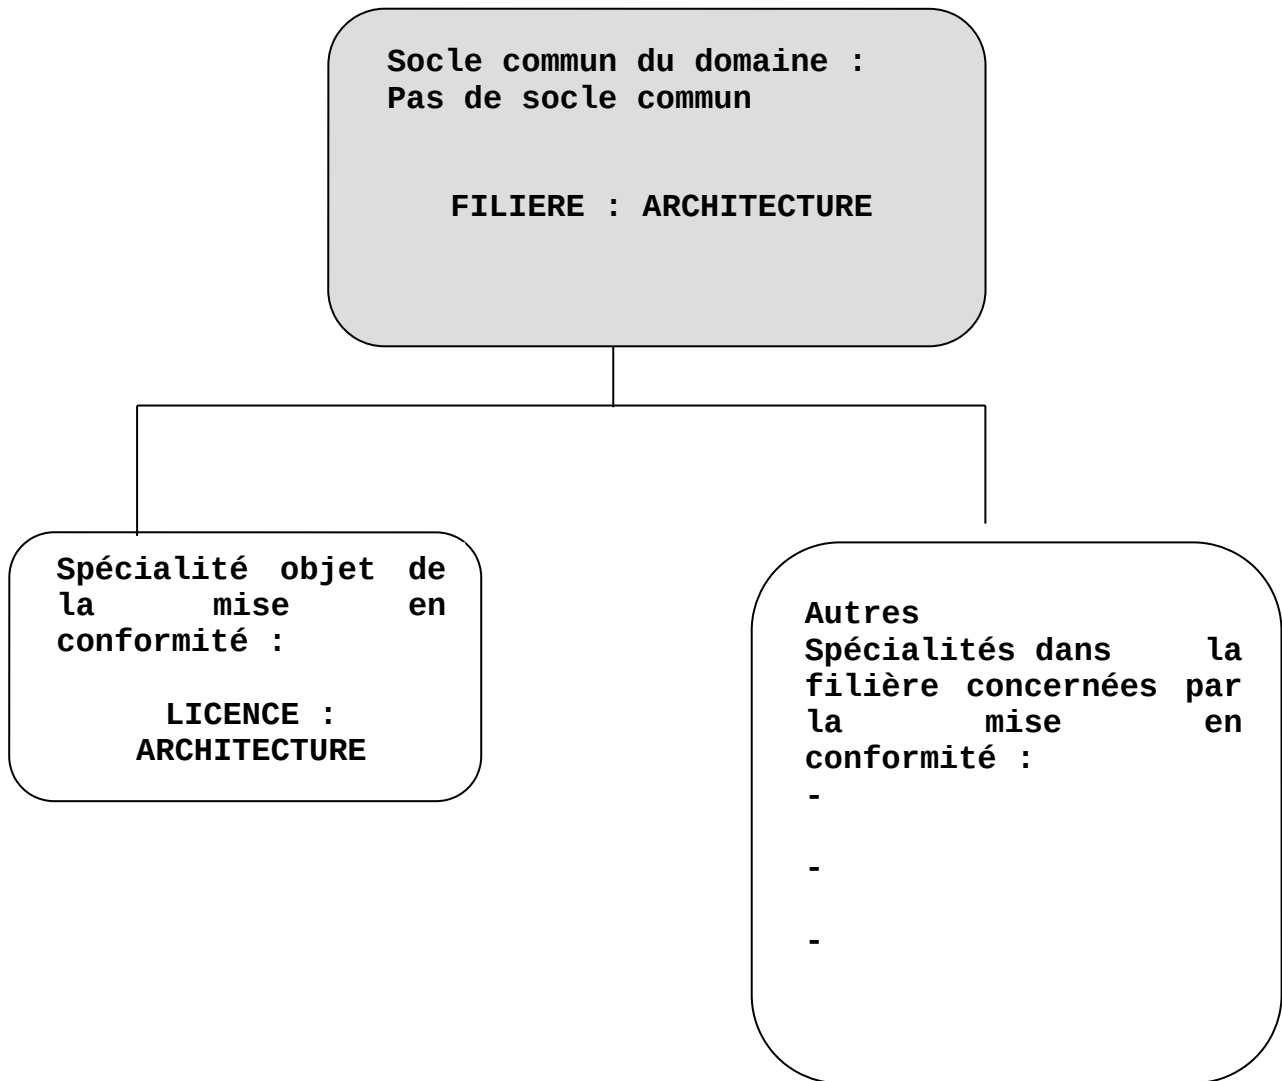 Socle commun du domaine :
Pas de socle commun
FILIERE : ARCHITECTURE
Spécialité objet de
la mise en
conformité :
LICENCE :
ARCHITECTURE
Autres
Spécialités dans la
filière concernées par
la mise en
conformité :
-
-
-